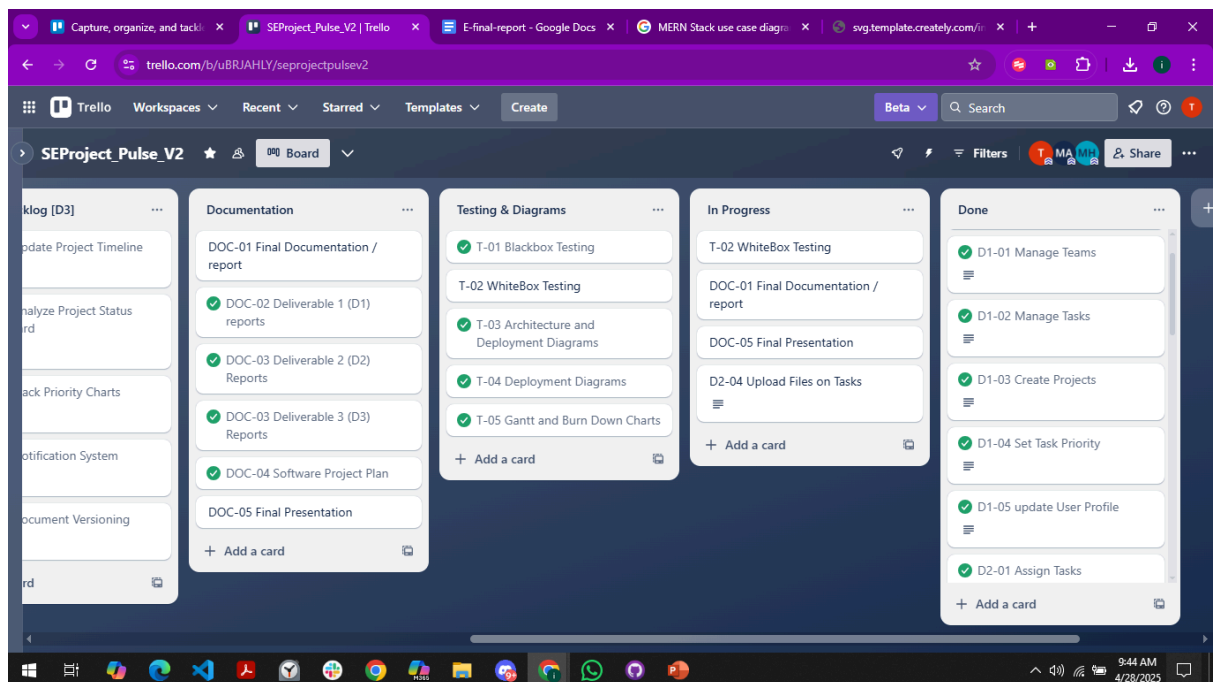 Capture, organize, and tackl
SEProject_Pulse_V2 | Trello
E-final-report - Google Docs
MERN Stack use case diagra
svg.template.creately.com/in
trello.com/b/uBRJAHLY/seprojectpulsev2
Trello
Workspaces
Recent
Starred
Templates
Create
Beta
Search
T
SEProject_Pulse_V2
Board
Filters
T
MA
MH
Share
klog [D3]
pdate Project Timeline
nalyze Project Status
rd
ack Priority Charts
otification System
ocument Versioning
rd
Documentation
DOC-01 Final Documentation /
report
DOC-02 Deliverable 1 (D1)
reports
DOC-03 Deliverable 2 (D2)
Reports
DOC-03 Deliverable 3 (D3)
Reports
DOC-04 Software Project Plan
DOC-05 Final Presentation
+ Add a card
Testing & Diagrams
T-01 Blackbox Testing
T-02 WhiteBox Testing
T-03 Architecture and
Deployment Diagrams
T-04 Deployment Diagrams
T-05 Gantt and Burn Down Charts
+ Add a card
In Progress
T-02 WhiteBox Testing
DOC-01 Final Documentation /
report
DOC-05 Final Presentation
D2-04 Upload Files on Tasks
+ Add a card
Done
D1-01 Manage Teams
D1-02 Manage Tasks
D1-03 Create Projects
D1-04 Set Task Priority
D1-05 update User Profile
D2-01 Assign Tasks
+ Add a card
9:44 AM
4/28/2025